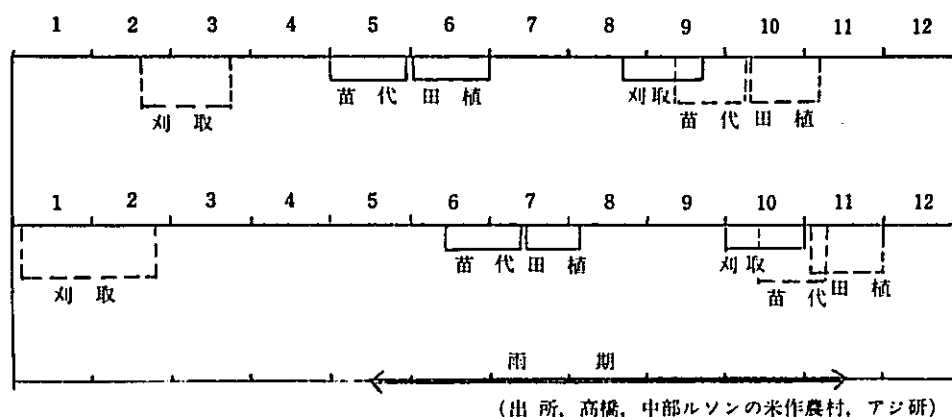 1 2 3 4 5 6 7 8 9 10 11 12
苗代 田植 刈取
刈取 苗代 田植
1 2 3 4 5 6 7 8 9 10 11 12
苗代 田植 刈取
刈取 苗代 田植
雨期
(出所,高橋,中部ルソンの米作農村,アジ研)